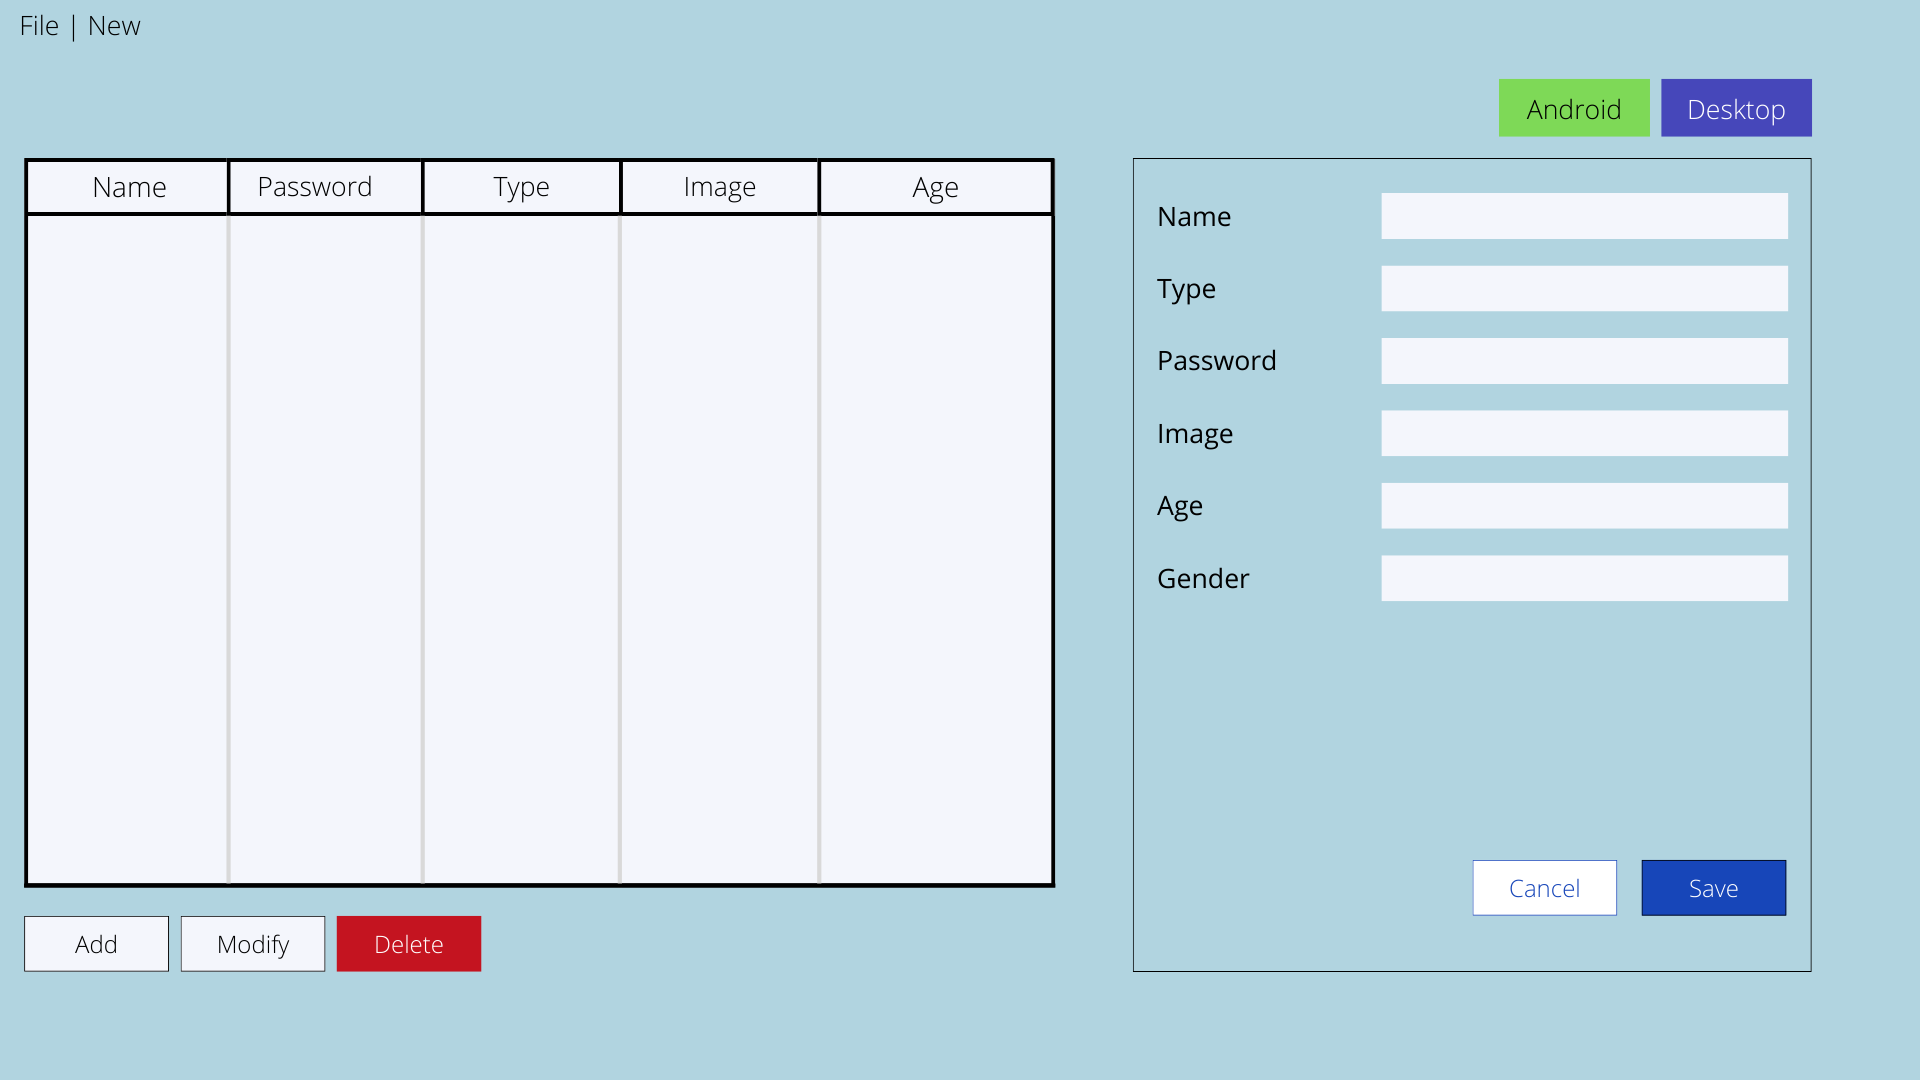 File | New
Android
Desktop
Name
Password
Type
Image
Age
Name
Type
Password
Image
Age
Gender
Cancel
Save
Add
Modify
Delete